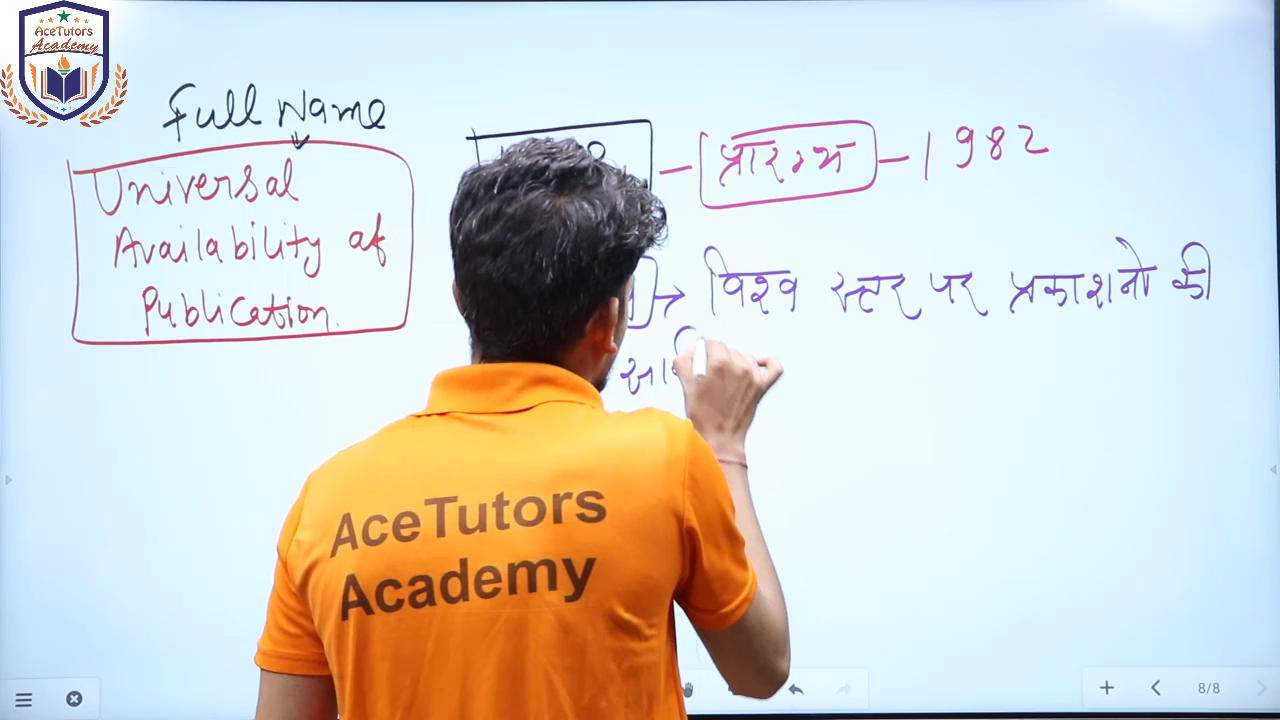 AceTutors
Academy
Full Name
Universal
Availability of
Publication.
- प्रारम्भ - 1982
→ विश्व स्तर पर प्रकाशनो की
AceTutors
Academy
8/8